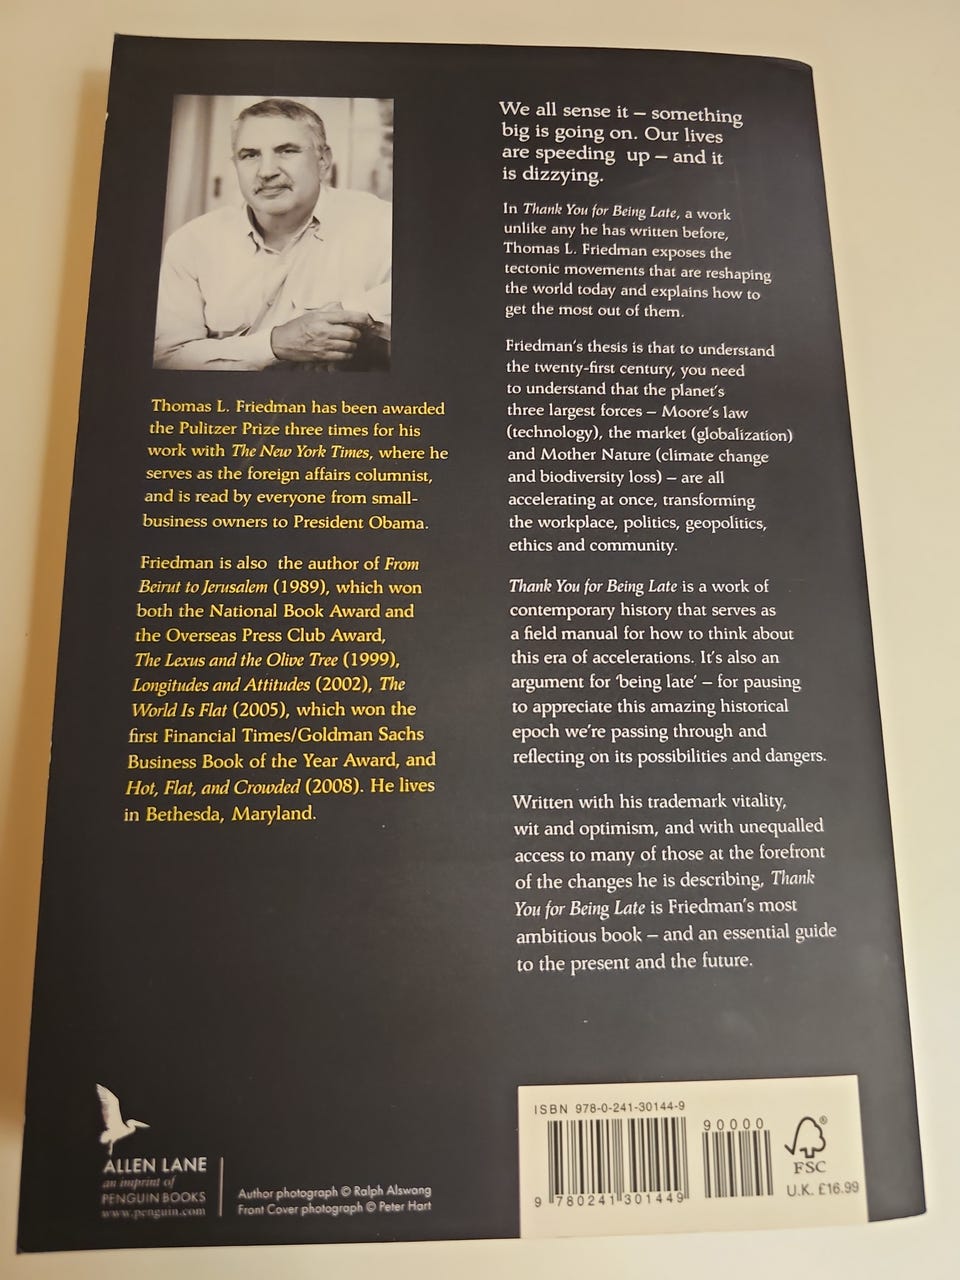 Thomas L. Friedman has been awarded
the Pulitzer Prize three times for his
work with The New York Times, where he
serves as the foreign affairs columnist,
and is read by everyone from small-
business owners to President Obama.
Friedman is also the author of From
Beirut to Jerusalem (1989), which won
both the National Book Award and
the Overseas Press Club Award,
The Lexus and the Olive Tree (1999),
Longitudes and Attitudes (2002), The
World Is Flat (2005), which won the
first Financial Times/Goldman Sachs
Business Book of the Year Award, and
Hot, Flat, and Crowded (2008). He lives
in Bethesda, Maryland.
We all sense it – something
big is going on. Our lives
are speeding up – and it
is dizzying.
In Thank You for Being Late, a work
unlike any he has written before,
Thomas L. Friedman exposes the
tectonic movements that are reshaping
the world today and explains how to
get the most out of them.
Friedman's thesis is that to understand
the twenty-first century, you need
to understand that the planet's
three largest forces – Moore's law
(technology), the market (globalization)
and Mother Nature (climate change
and biodiversity loss) – are all
accelerating at once, transforming
the workplace, politics, geopolitics,
ethics and community.
Thank You for Being Late is a work of
contemporary history that serves as
a field manual for how to think about
this era of accelerations. It's also an
argument for 'being late' – for pausing
to appreciate this amazing historical
epoch we're passing through and
reflecting on its possibilities and dangers.
Written with his trademark vitality,
wit and optimism, and with unequalled
access to many of those at the forefront
of the changes he is describing, Thank
You for Being Late is Friedman's most
ambitious book – and an essential guide
to the present and the future.
ALLEN LANE
an imprint of
PENGUIN BOOKS
www.penguin.com
Author photograph © Ralph Alswang
Front Cover photograph © Peter Hart
ISBN 978-0-241-30144-9
90000
9 780241 301449
®
FSC
U.K. £16.99